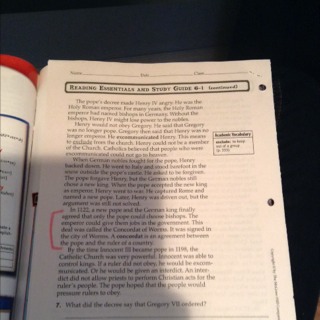 Name Date Class
READING ESSENTIALS AND STUDY GUIDE 6-1 (continued)
The pope's decree made Henry IV angry. He was the
Holy Roman emperor. For many years, the Holy Roman
emperor had named bishops in Germany. Without the
bishops, Henry IV might lose power to the nobles.
Henry would not obey Gregory. He said that Gregory
was no longer pope. Gregory then said that Henry was no
longer emperor. He excommunicated Henry. This means
to exclude from the church. Henry could not be a member
of the Church. Catholics believed that people who were
excommunicated could not go to heaven.
When German nobles fought for the pope, Henry
backed down. He went to Italy and stood barefoot in the
snow outside the pope's castle. He asked to be forgiven.
The pope forgave Henry, but the German nobles still
chose a new king. When the pope accepted the new king
as emperor, Henry went to war. He captured Rome and
named a new pope. Later, Henry was driven out, but the
argument was still not solved.
In 1122, a new pope and the German king finally
agreed that only the pope could choose bishops. The
emperor could give them jobs in the government. This
deal was called the Concordat of Worms. It was signed in
the city of Worms. A concordat is an agreement between
the pope and the ruler of a country.
By the time Innocent III became pope in 1198, the
Catholic Church was very powerful. Innocent was able to
control kings. If a ruler did not obey, he would be excom-
municated. Or he would be given an interdict. An inter-
dict did not allow priests to perform Christian acts for the
ruler's people. The pope hoped that the people would
pressure rulers to obey.
7. What did the decree say that Gregory VII ordered?
Academic Vocabulary
exclude: to keep
out of a group